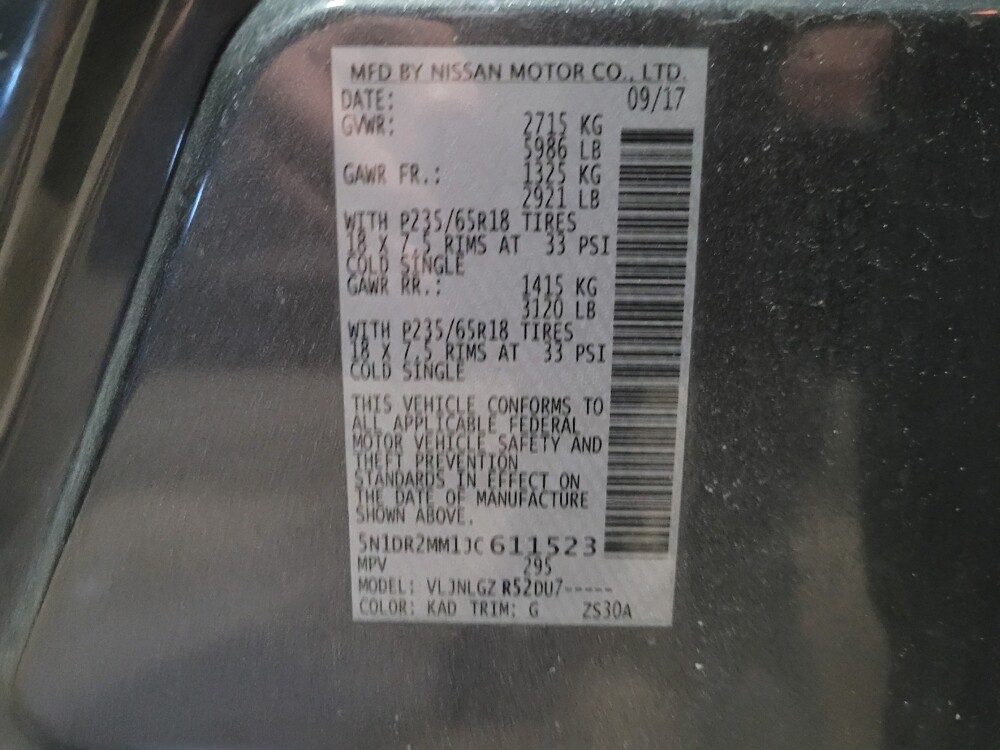 MFD BY NISSAN MOTOR CO., LTD.
DATE: 09/17
GVWR: 2715 KG
5986 LB
GAWR FR.: 1325 KG
2921 LB
WITH P235/65R18 TIRES
18 X 7.5 RIMS AT 33 PSI
COLD SINGLE
GAWR RR.: 1415 KG
3120 LB
WITH P235/65R18 TIRES
18 X 7.5 RIMS AT 33 PSI
COLD SINGLE
THIS VEHICLE CONFORMS TO
ALL APPLICABLE FEDERAL
MOTOR VEHICLE SAFETY AND
THEFT PREVENTION
STANDARDS IN EFFECT ON
THE DATE OF MANUFACTURE
SHOWN ABOVE.
5N1DR2MM1JC611523
MPV 295
MODEL: VLJNLGZ R52DU7-----
COLOR: KAD TRIM: G ZS30A